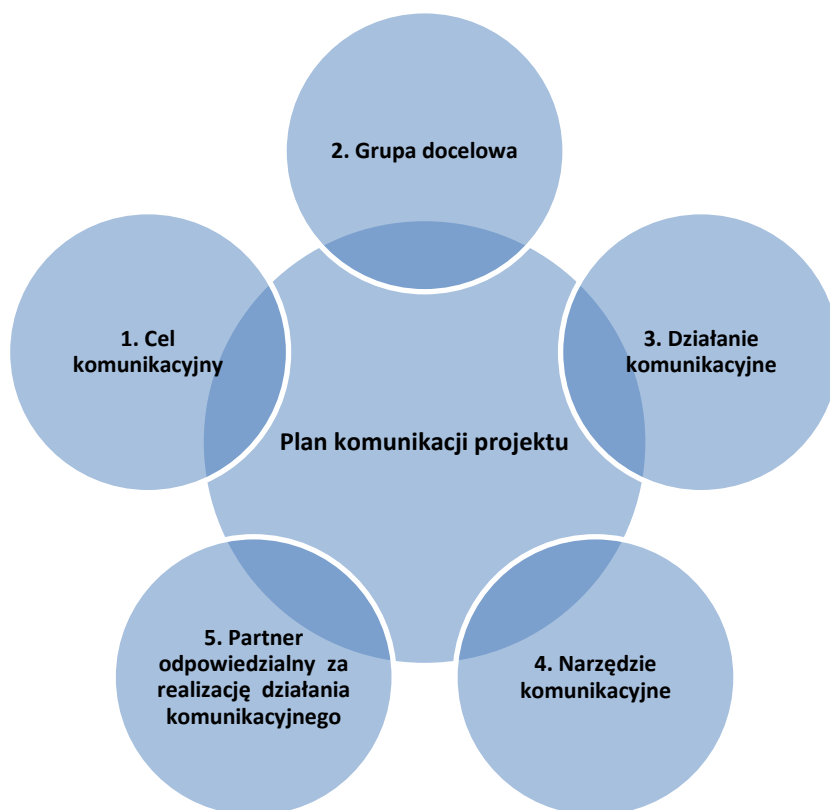 2. Grupa docelowa
1. Cel
komunikacyjny
3. Działanie
komunikacyjne
Plan komunikacji projektu
5. Partner
odpowiedzialny za
realizację działania
komunikacyjnego
4. Narzędzie
komunikacyjne